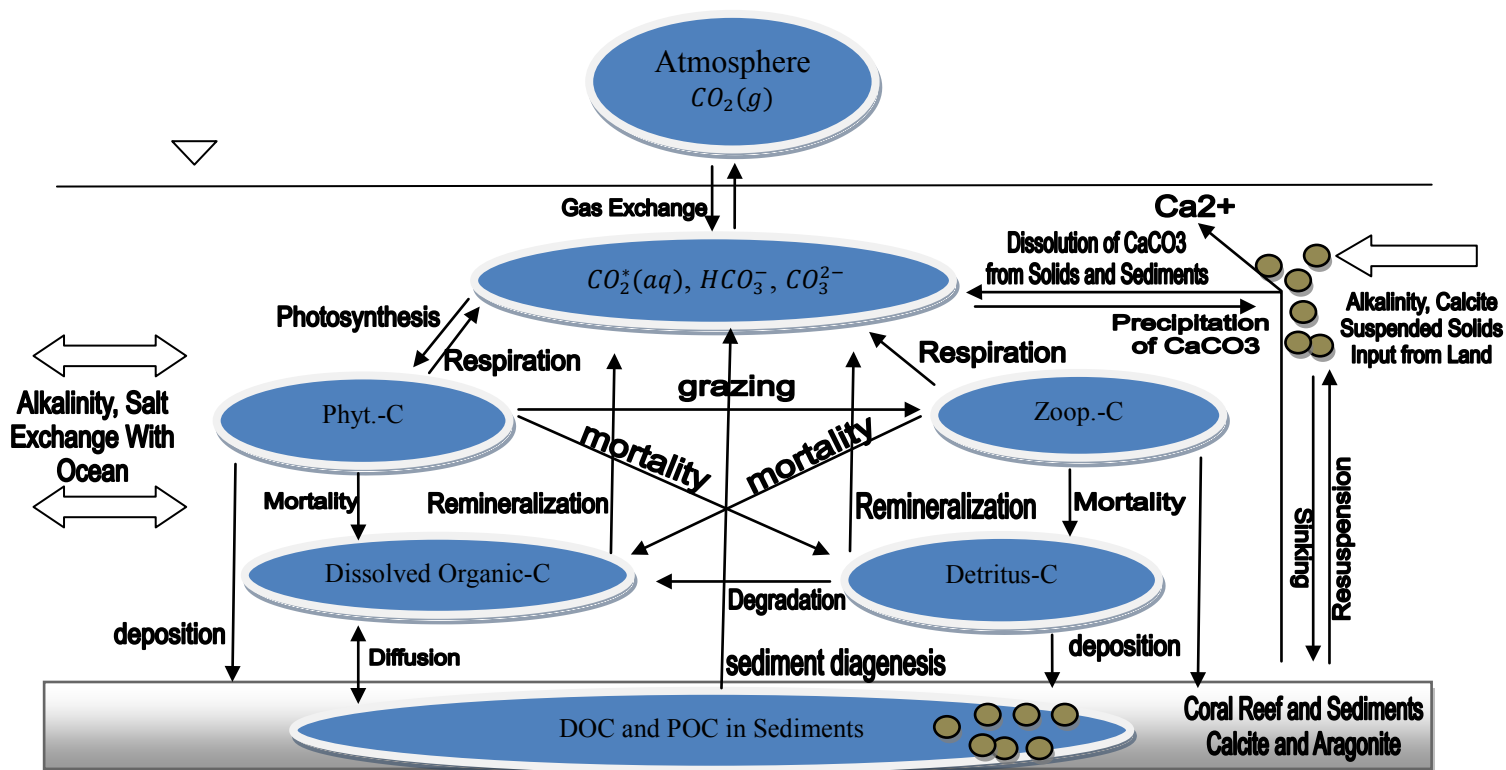 Atmosphere
CO₂(g)
Gas Exchange
Ca2+
Dissolution of CaCO3
from Solids and Sediments
CO₂*(aq), HCO₃⁻, CO₃²⁻
Alkalinity, Calcite
Suspended Solids
Input from Land
Precipitation
of CaCO3
Photosynthesis
Respiration
Respiration
grazing
Phyt.-C
Zoop.-C
Alkalinity, Salt
Exchange With
Ocean
mortality
mortality
Mortality
Remineralization
Remineralization
Mortality
Sinking
Resuspension
Dissolved Organic-C
Detritus-C
Degradation
deposition
Diffusion
sediment diagenesis
deposition
DOC and POC in Sediments
Coral Reef and Sediments
Calcite and Aragonite